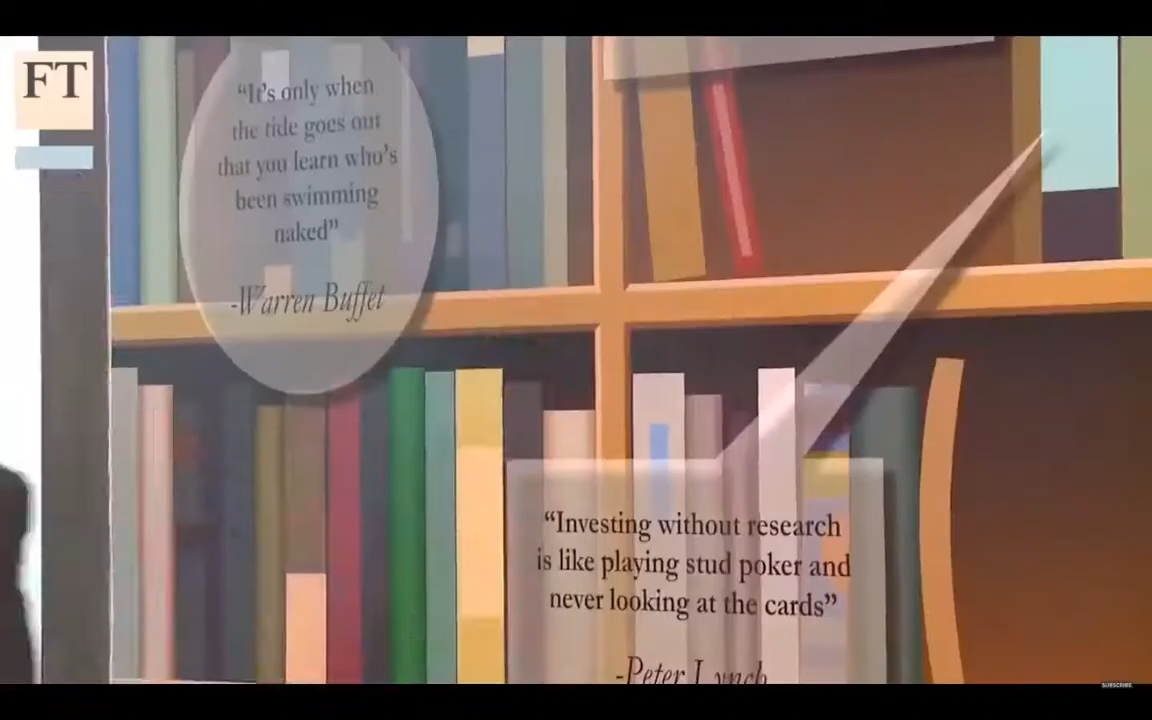 FT
“It’s only when
the tide goes out
that you learn who’s
been swimming
naked”
-Warren Buffet
“Investing without research
is like playing stud poker and
never looking at the cards”
-Peter Lynch
SUBSCRIBE